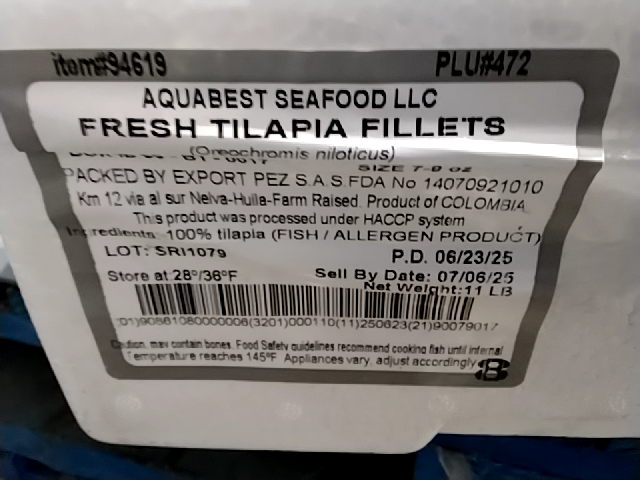 item#94619 PLU#472
AQUABEST SEAFOOD LLC
FRESH TILAPIA FILLETS
(Oreochromis niloticus)
SIZE 7-9 oz
PACKED BY EXPORT PEZ S.A.S.FDA No 14070921010
Km 12 via al sur Neiva-Huila-Farm Raised. Product of COLOMBIA
This product was processed under HACCP system
Ingredients: 100% tilapia (FISH / ALLERGEN PRODUCT)
LOT: SRI1079 P.D. 06/23/25
Store at:28°/38°F Sell By Date: 07/06/25
Net Weight:11 LB
01)90861080000006(3201)000110(11)250623(21)90079017
Caution, may contain bones. Food Safety guidelines recommend cooking fish until internal
Temperature reaches 145°F Appliances vary, adjust accordingly.
8